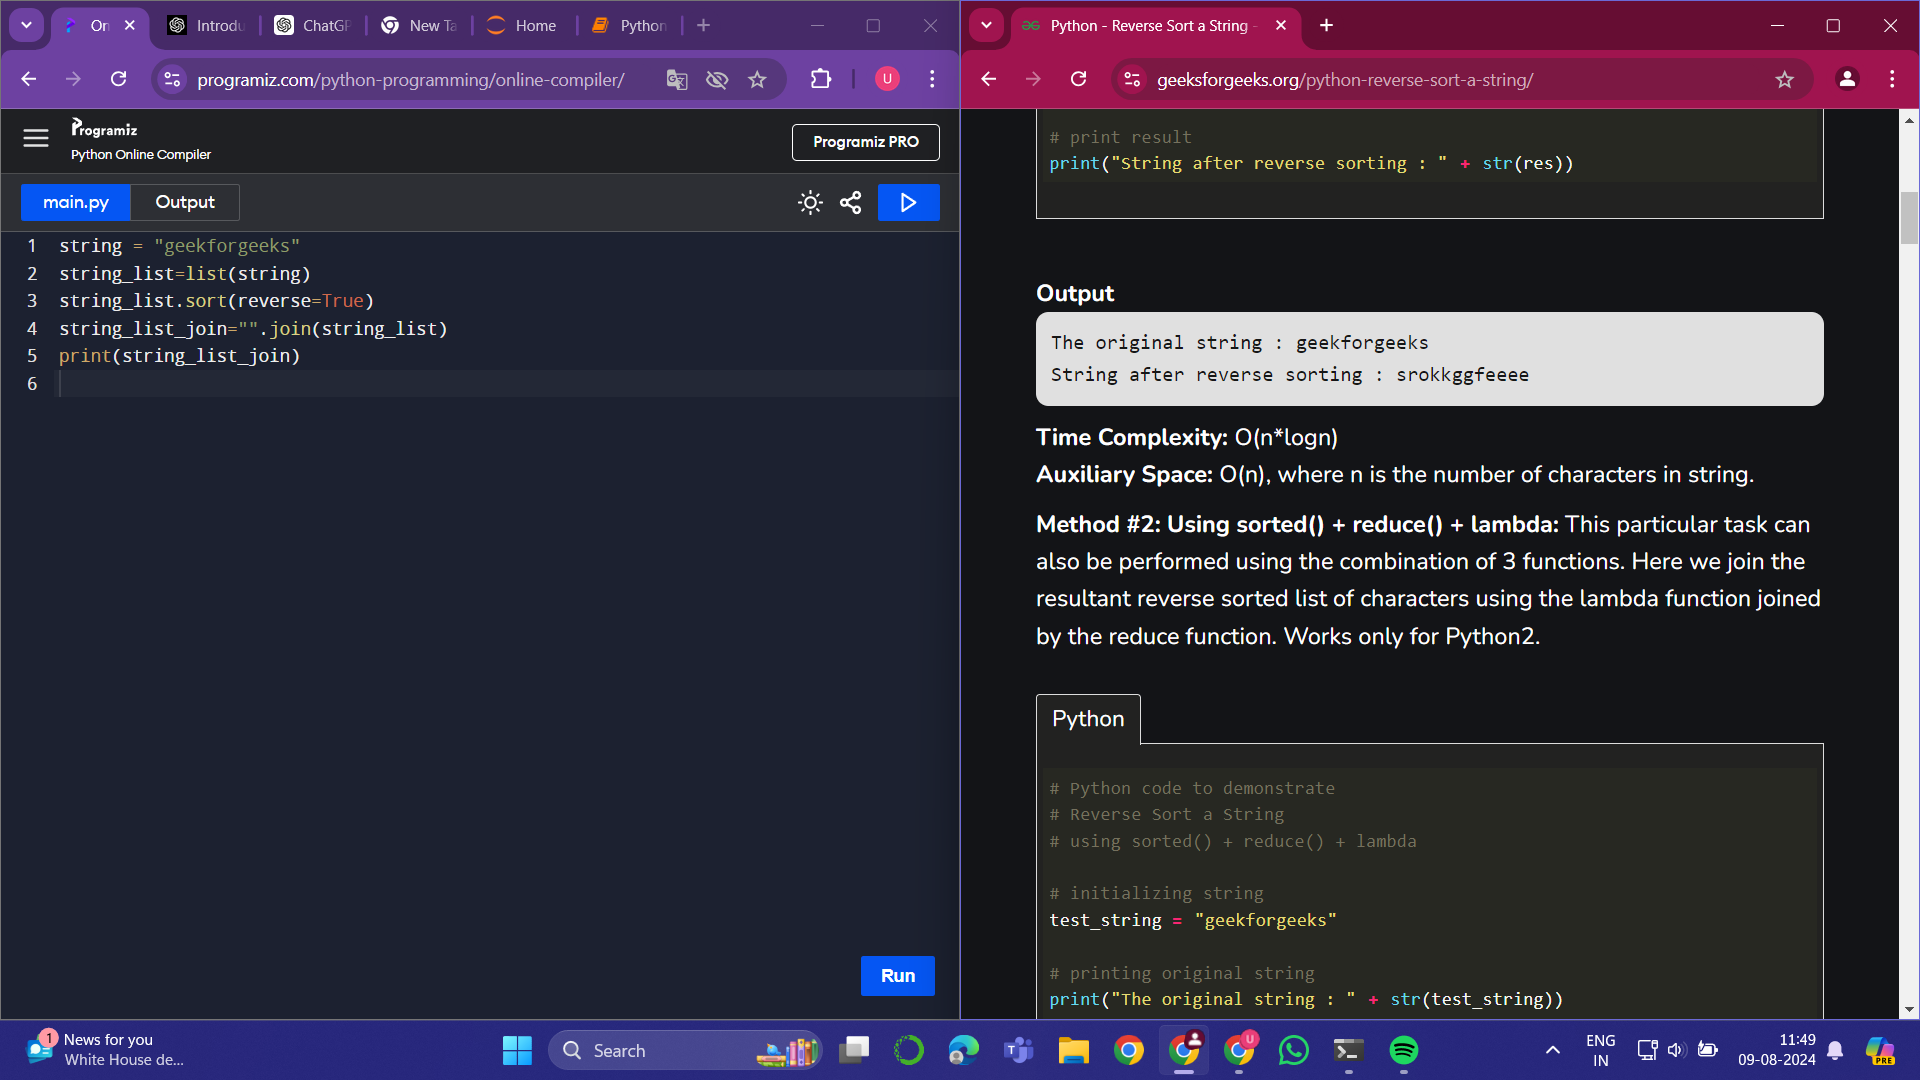 On
Introdu
ChatGP
New Ta
Home
Python
programiz.com/python-programming/online-compiler/
U
Programiz
Python Online Compiler
Programiz PRO
main.py
Output
1 string = "geekforgeeks"
2 string_list=list(string)
3 string_list.sort(reverse=True)
4 string_list_join="".join(string_list)
5 print(string_list_join)
6
Run
Python - Reverse Sort a String -
geeksforgeeks.org/python-reverse-sort-a-string/
# print result
print("String after reverse sorting : " + str(res))
Output
The original string : geekforgeeks
String after reverse sorting : srokkggfeeee
Time Complexity: O(n*logn)
Auxiliary Space: O(n), where n is the number of characters in string.
Method #2: Using sorted() + reduce() + lambda: This particular task can
also be performed using the combination of 3 functions. Here we join the
resultant reverse sorted list of characters using the lambda function joined
by the reduce function. Works only for Python2.
Python
# Python code to demonstrate
# Reverse Sort a String
# using sorted() + reduce() + lambda
# initializing string
test_string = "geekforgeeks"
# printing original string
print("The original string : " + str(test_string))
1
News for you
White House de...
Search
U
ENG
IN
11:49
09-08-2024
PRE